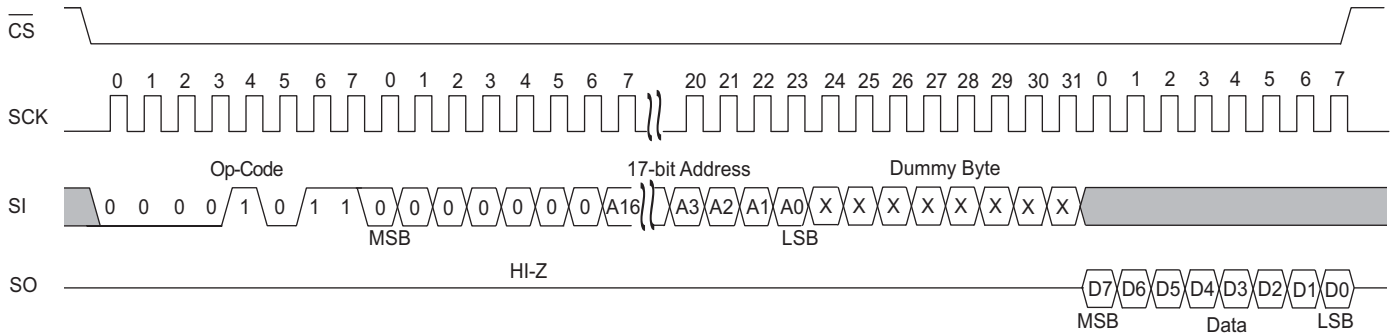 CS
0 1 2 3 4 5 6 7 0 1 2 3 4 5 6 7 20 21 22 23 24 25 26 27 28 29 30 31 0 1 2 3 4 5 6 7
SCK
Op-Code 17-bit Address Dummy Byte
SI 0 0 0 0 1 0 1 1 0 0 0 0 0 0 0 A16 A3 A2 A1 A0 X X X X X X X X
MSB LSB
HI-Z
SO D7 D6 D5 D4 D3 D2 D1 D0
MSB Data LSB